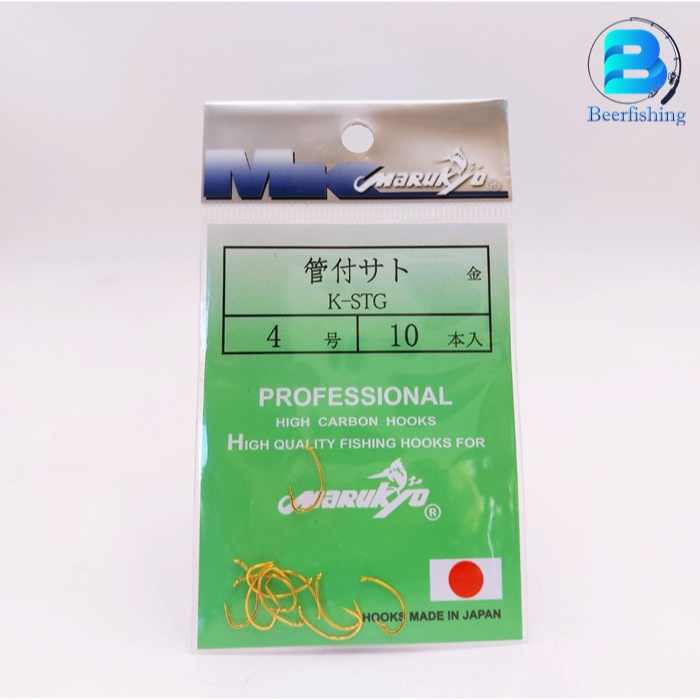 Beerfishing
MK MARUKYO ®
管付サト 金
K-STG
4 号 10 本入
PROFESSIONAL
HIGH CARBON HOOKS
HIGH QUALITY FISHING HOOKS FOR
MARUKYO ®
HOOKS MADE IN JAPAN